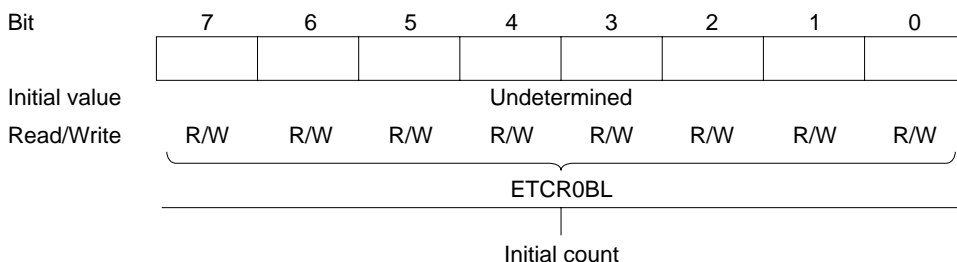 Bit 7 6 5 4 3 2 1 0
Initial value Undetermined
Read/Write R/W R/W R/W R/W R/W R/W R/W R/W
ETCR0BL
Initial count